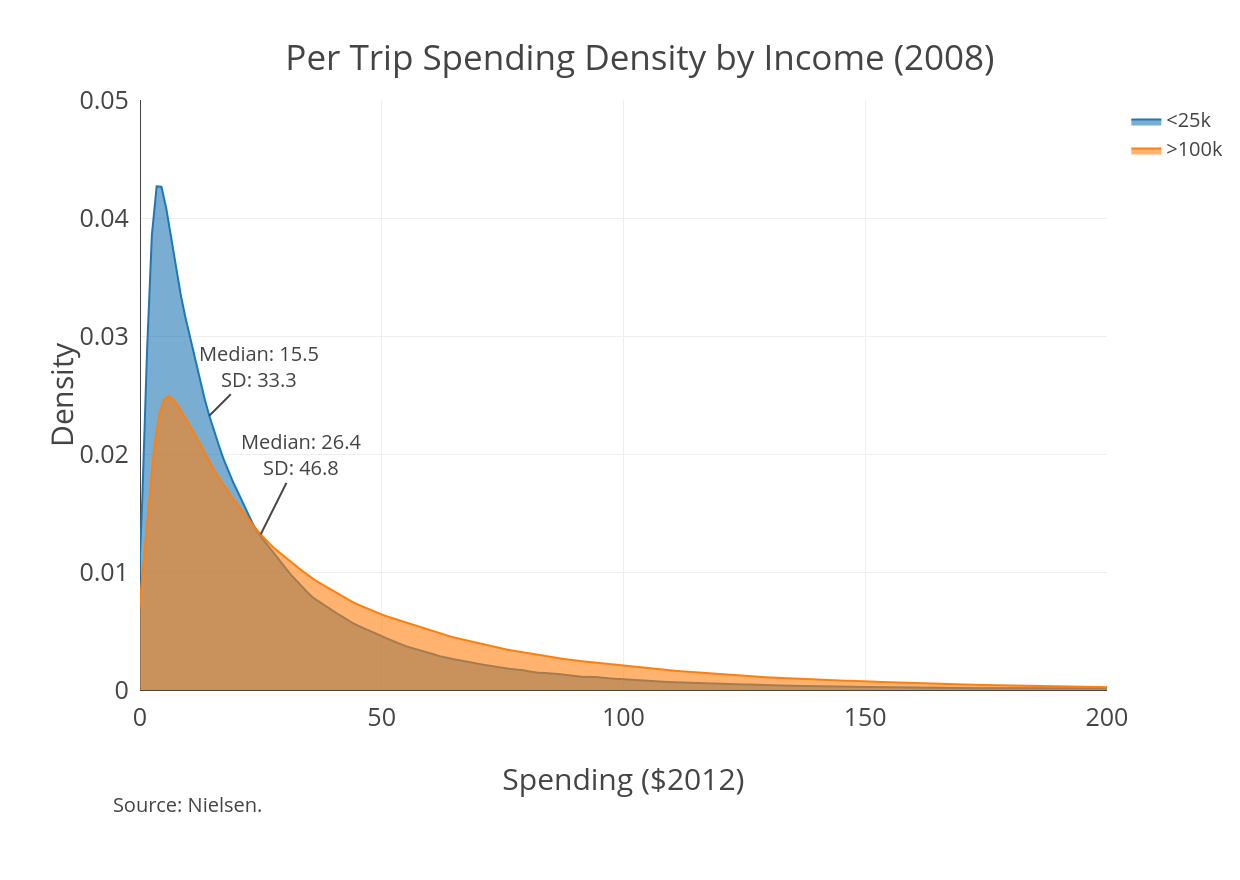 Per Trip Spending Density by Income (2008)
<25k
>100k
0.05
0.04
0.03
0.02
0.01
0
Density
Median: 15.5
SD: 33.3
Median: 26.4
SD: 46.8
0
50
100
150
200
Spending ($2012)
Source: Nielsen.